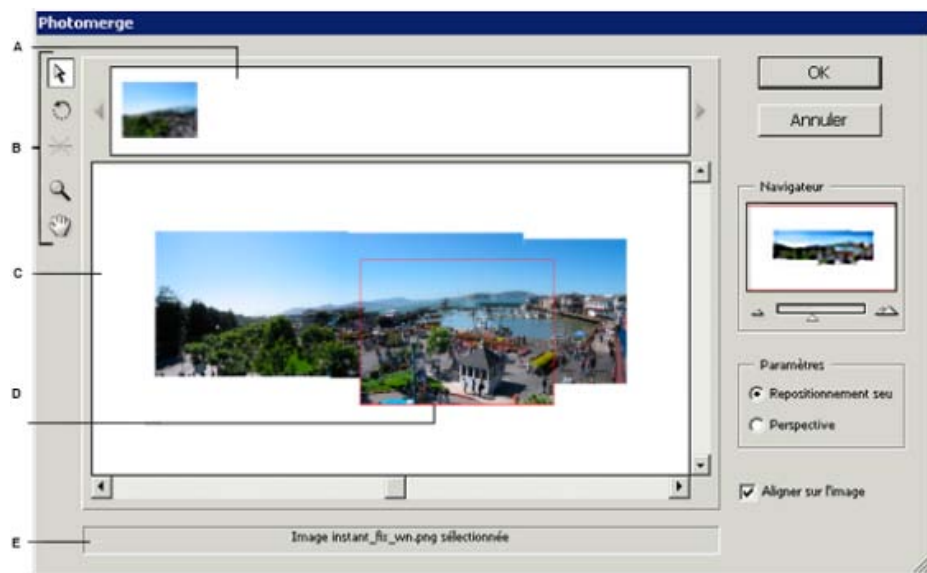 Photomerge
A
B
C
D
E
OK
Annuler
Navigateur
Paramètres
Repositionnement seu
Perspective
Aligner sur l'image
Image instant_fis_wn.png sélectionnée